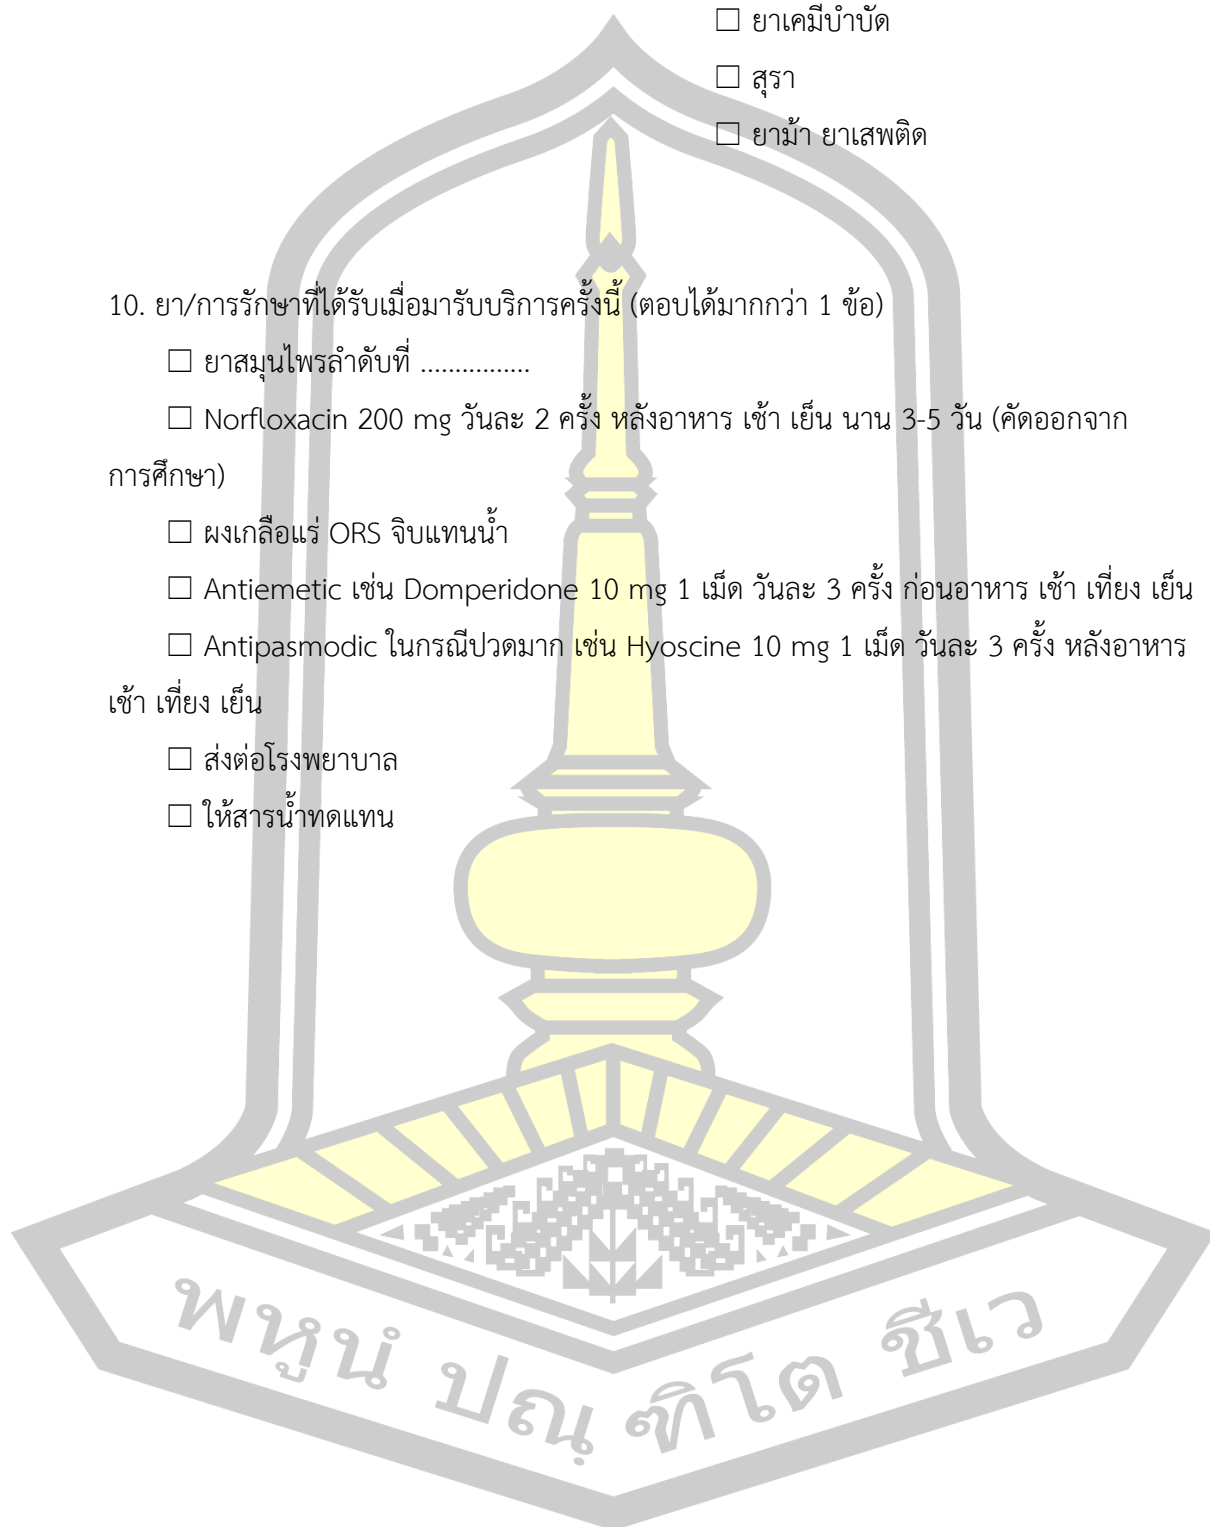 ☐ ยาเคมีบำบัด
☐ สุรา
☐ ยาม้า ยาเสพติด
10. ยา/การรักษาที่ได้รับเมื่อมารับบริการครั้งนี้ (ตอบได้มากกว่า 1 ข้อ)
☐ ยาสมุนไพรลำดับที่ ................
☐ Norfloxacin 200 mg วันละ 2 ครั้ง หลังอาหาร เช้า เย็น นาน 3-5 วัน (คัดออกจาก
การศึกษา)
☐ ผงเกลือแร่ ORS จิบแทนน้ำ
☐ Antiemetic เช่น Domperidone 10 mg 1 เม็ด วันละ 3 ครั้ง ก่อนอาหาร เช้า เที่ยง เย็น
☐ Antipasmodic ในกรณีปวดมาก เช่น Hyoscine 10 mg 1 เม็ด วันละ 3 ครั้ง หลังอาหาร
เช้า เที่ยง เย็น
☐ ส่งต่อโรงพยาบาล
☐ ให้สารน้ำทดแทน
พหูนํ ปณฺ ฑิโต ชีเว